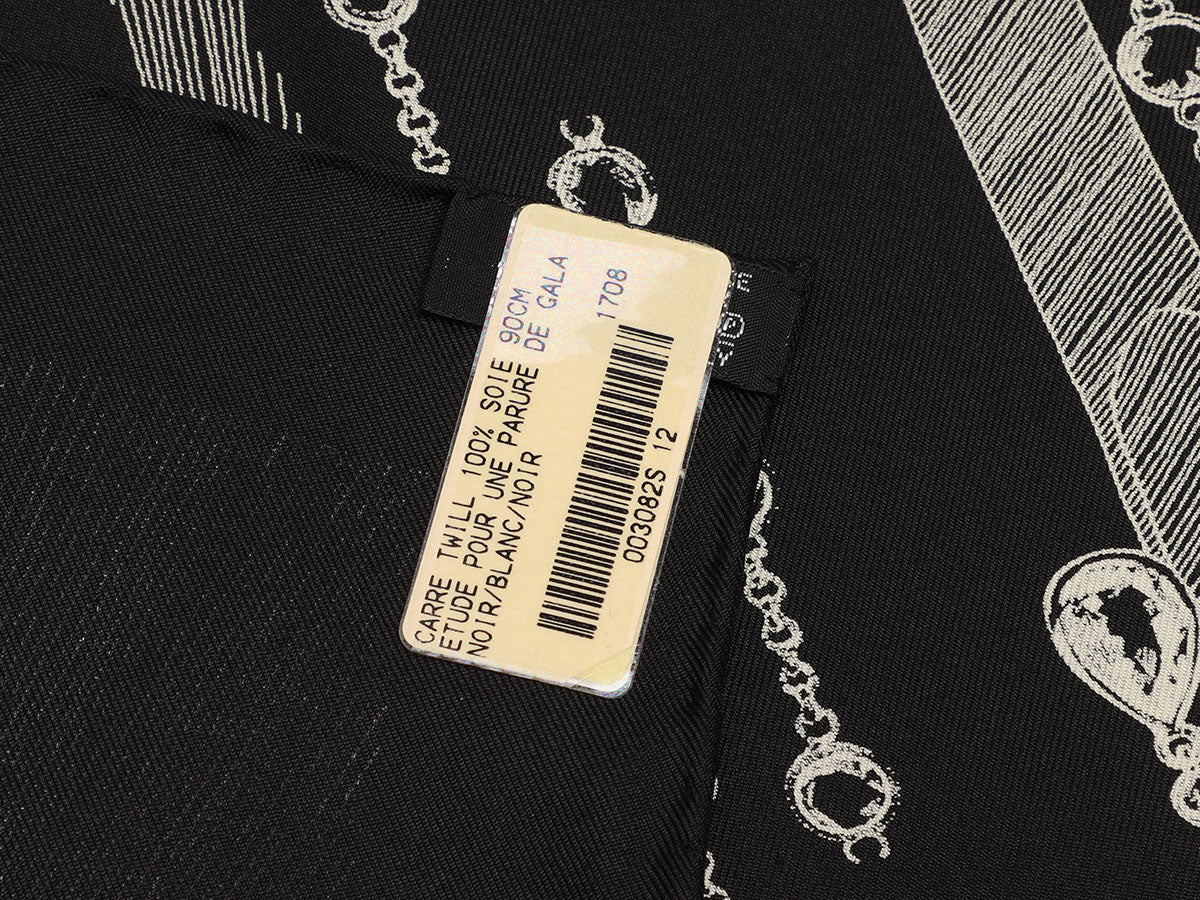 CARRE TWILL 100% SOIE 90CM
ETUDE POUR UNE PARURE DE GALA
NOIR/BLANC/NOIR
1708
003082S 12